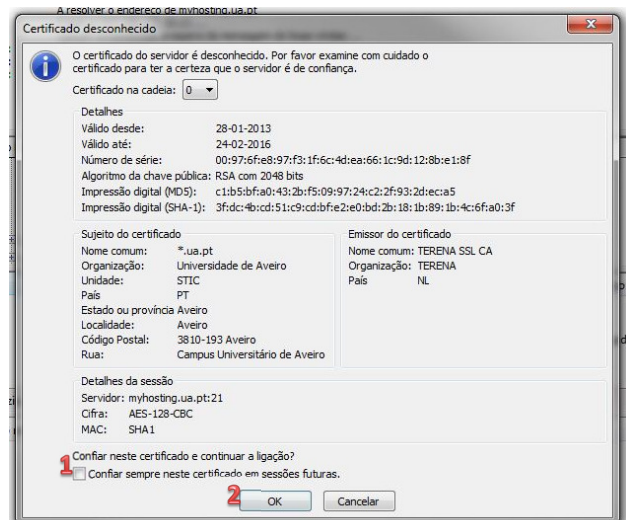 A resolver o endereço de myhosting.ua.pt
Certificado desconhecido
O certificado do servidor é desconhecido. Por favor examine com cuidado o
certificado para ter a certeza que o servidor é de confiança.
Certificado na cadeia: 0
Detalhes
Válido desde: 28-01-2013
Válido até: 24-02-2016
Número de série: 00:97:6f:e8:97:f3:1f:6c:4d:ea:66:1c:9d:12:8b:e1:8f
Algoritmo da chave pública: RSA com 2048 bits
Impressão digital (MD5): c1:b5:bf:a0:43:2b:f5:09:97:24:c2:2f:93:2d:ec:a5
Impressão digital (SHA-1): 3f:dc:4b:cd:51:c9:cd:bf:e2:e0:bd:2b:18:1b:89:1b:4c:6f:a0:3f
Sujeito do certificado
Nome comum: *.ua.pt
Organização: Universidade de Aveiro
Unidade: STIC
País PT
Estado ou província Aveiro
Localidade: Aveiro
Código Postal: 3810-193 Aveiro
Rua: Campus Universitário de Aveiro
Emissor do certificado
Nome comum: TERENA SSL CA
Organização: TERENA
País NL
Detalhes da sessão
Servidor: myhosting.ua.pt:21
Cifra: AES-128-CBC
MAC: SHA1
Confiar neste certificado e continuar a ligação?
1 Confiar sempre neste certificado em sessões futuras.
2 OK Cancelar